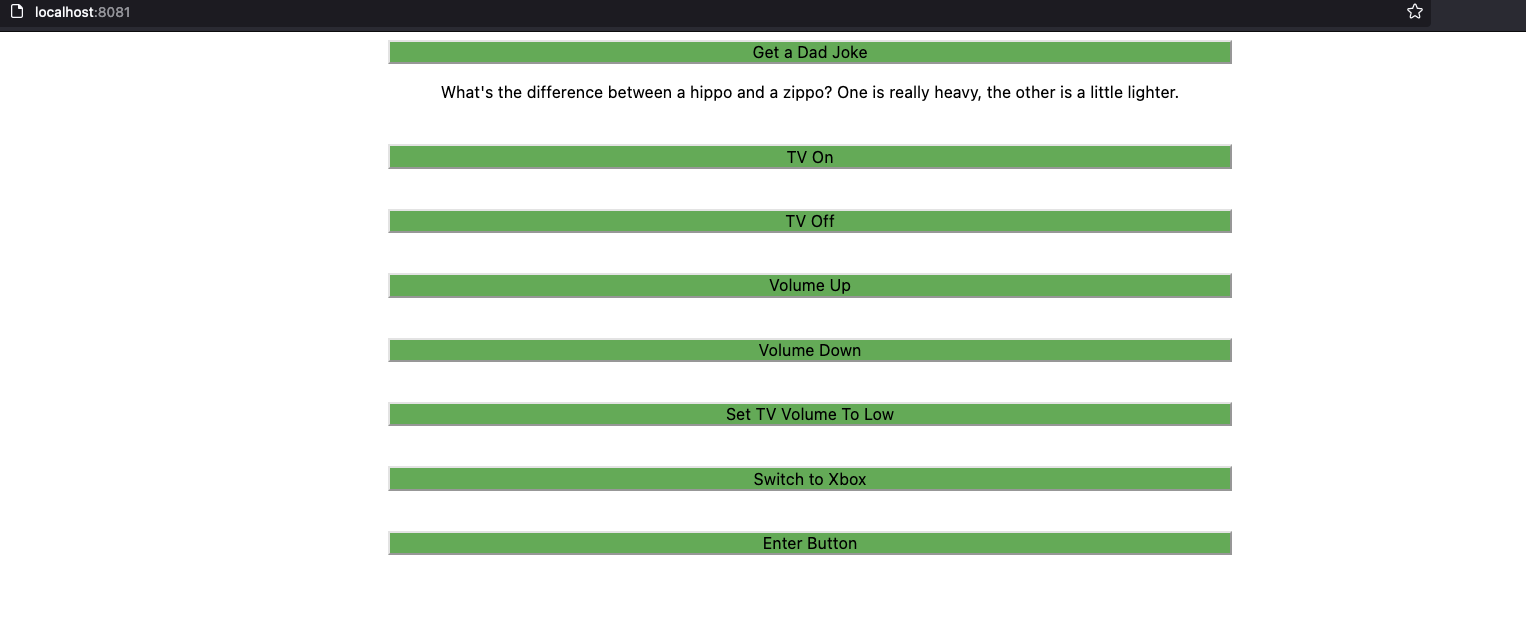 localhost:8081
Get a Dad Joke
What's the difference between a hippo and a zippo? One is really heavy, the other is a little lighter.
TV On
TV Off
Volume Up
Volume Down
Set TV Volume To Low
Switch to Xbox
Enter Button